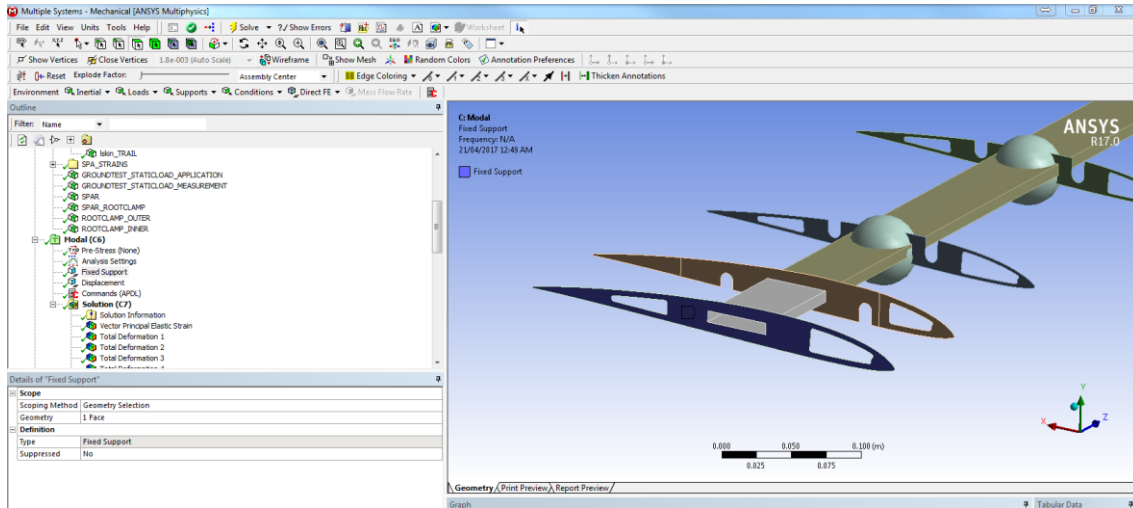 Multiple Systems - Mechanical [ANSYS Multiphysics]
File Edit View Units Tools Help Solve ?/ Show Errors Worksheet
Show Vertices Close Vertices 1.8e-003 (Auto Scale) Wireframe Show Mesh Random Colors Annotation Preferences
Reset Explode Factor: Assembly Center Edge Coloring Thicken Annotations
Environment Inertial Loads Supports Conditions Direct FE Mass Flow Rate
Outline
Filter: Name
lskin_TRAIL
SPA_STRAINS
GROUNDTEST_STATICLOAD_APPLICATION
GROUNDTEST_STATICLOAD_MEASUREMENT
SPAR
SPAR_ROOTCLAMP
ROOTCLAMP_OUTER
ROOTCLAMP_INNER
Modal (C6)
Pre-Stress (None)
Analysis Settings
Fixed Support
Displacement
Commands (APDL)
Solution (C7)
Solution Information
Vector Principal Elastic Strain
Total Deformation 1
Total Deformation 2
Total Deformation 3
Total Deformation 4
Details of "Fixed Support"
Scope
Scoping Method Geometry Selection
Geometry 1 Face
Definition
Type Fixed Support
Suppressed No
C: Modal
Fixed Support
Frequency: N/A
21/04/2017 12:49 AM
Fixed Support
ANSYS
R17.0
Y
X
Z
0.000 0.050 0.100 (m)
0.025 0.075
Geometry Print Preview Report Preview
Graph
Tabular Data